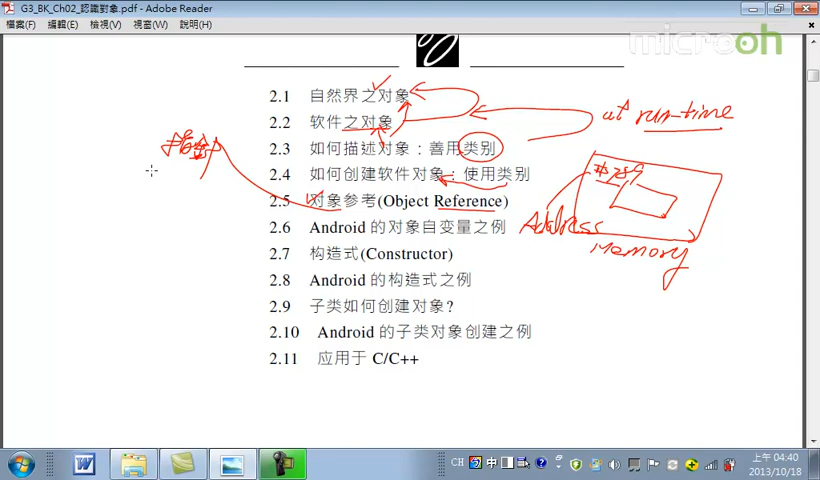 G3_BK_Ch02_認識對象.pdf - Adobe Reader
檔案(F) 編輯(E) 檢視(V) 視窗(W) 說明(H)
microoh
2.1 自然界之对象
2.2 软件之对象
at run-time
指針
2.3 如何描述对象：善用类别
#789
2.4 如何创建软件对象：使用类别
2.5 对象参考(Object Reference)
Address
2.6 Android 的对象自变量之例
Memory
2.7 构造式(Constructor)
2.8 Android 的构造式之例
2.9 子类如何创建对象?
2.10 Android 的子类对象创建之例
2.11 应用于 C/C++
CH 中
上午 04:40
2013/10/18